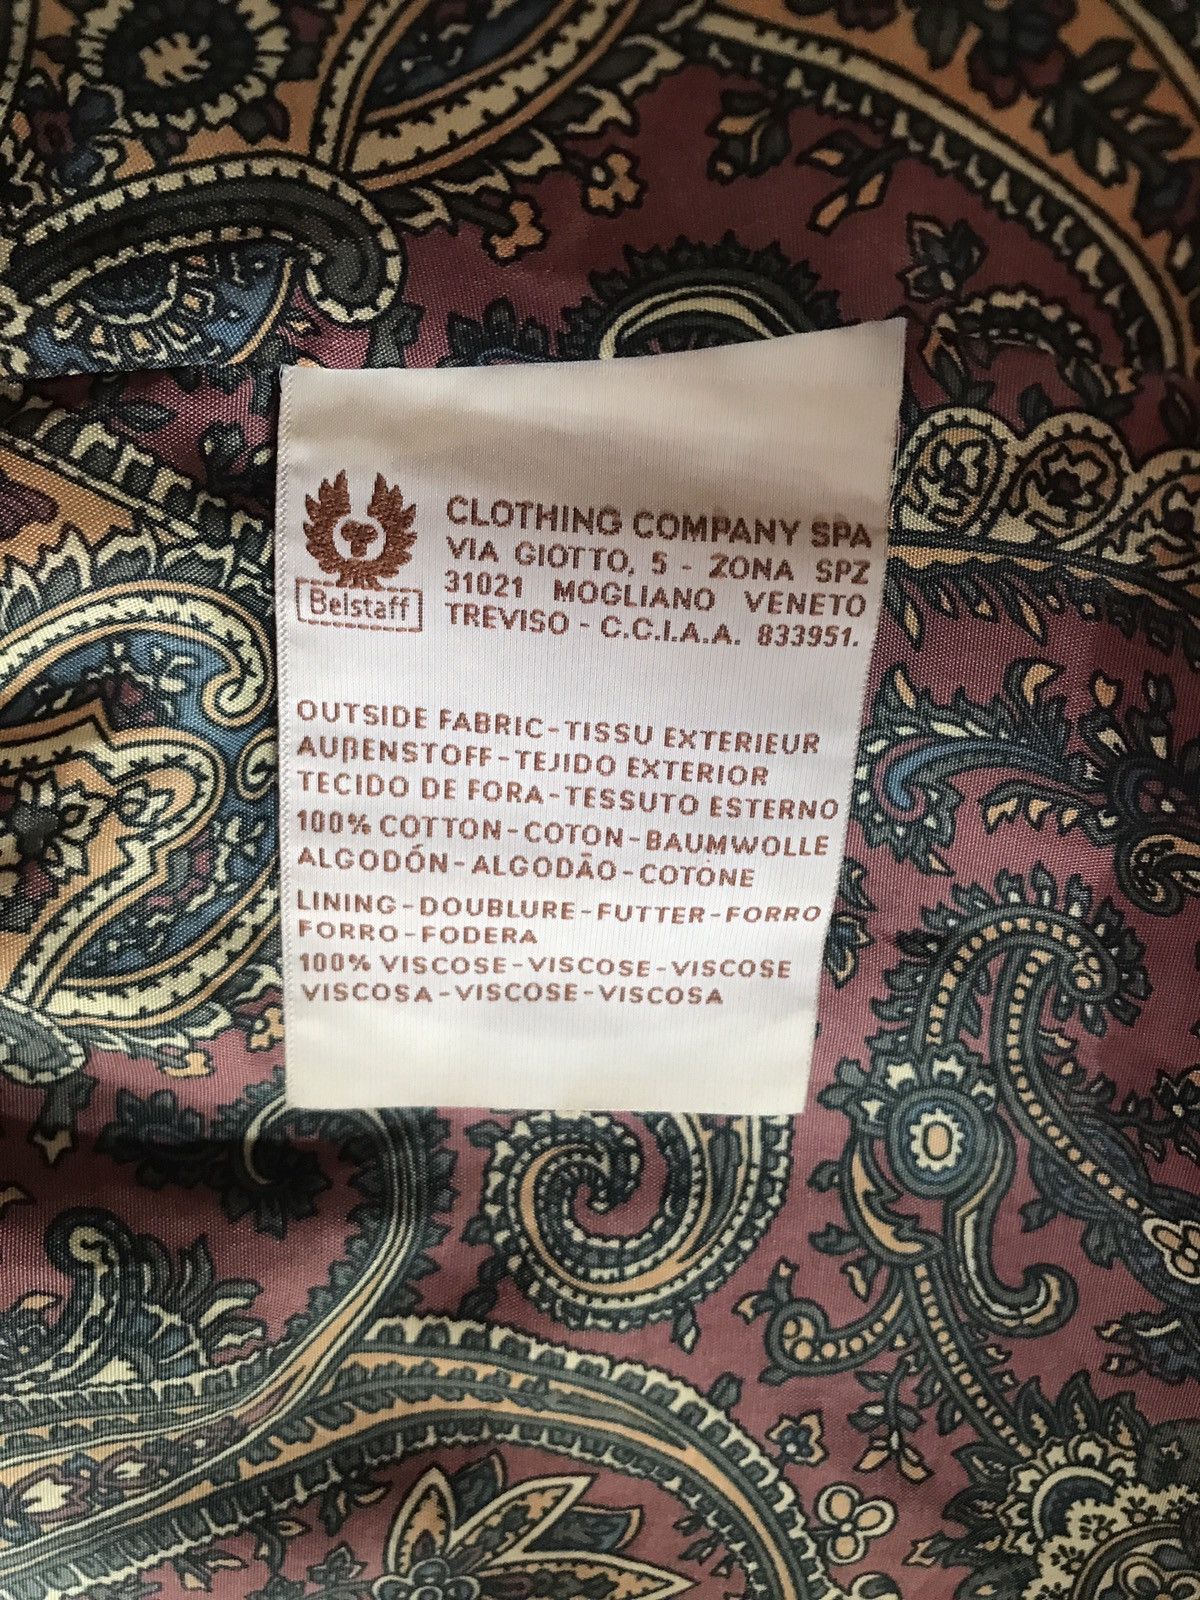 Belstaff
CLOTHING COMPANY SPA
VIA GIOTTO, 5 - ZONA SPZ
31021 MOGLIANO VENETO
TREVISO - C.C.I.A.A. 833951.
OUTSIDE FABRIC-TISSU EXTERIEUR
AUßENSTOFF-TEJIDO EXTERIOR
TECIDO DE FORA-TESSUTO ESTERNO
100% COTTON-COTON-BAUMWOLLE
ALGODÓN-ALGODÃO-COTONE
LINING-DOUBLURE-FUTTER-FORRO
FORRO-FODERA
100% VISCOSE-VISCOSE-VISCOSE
VISCOSA-VISCOSE-VISCOSA